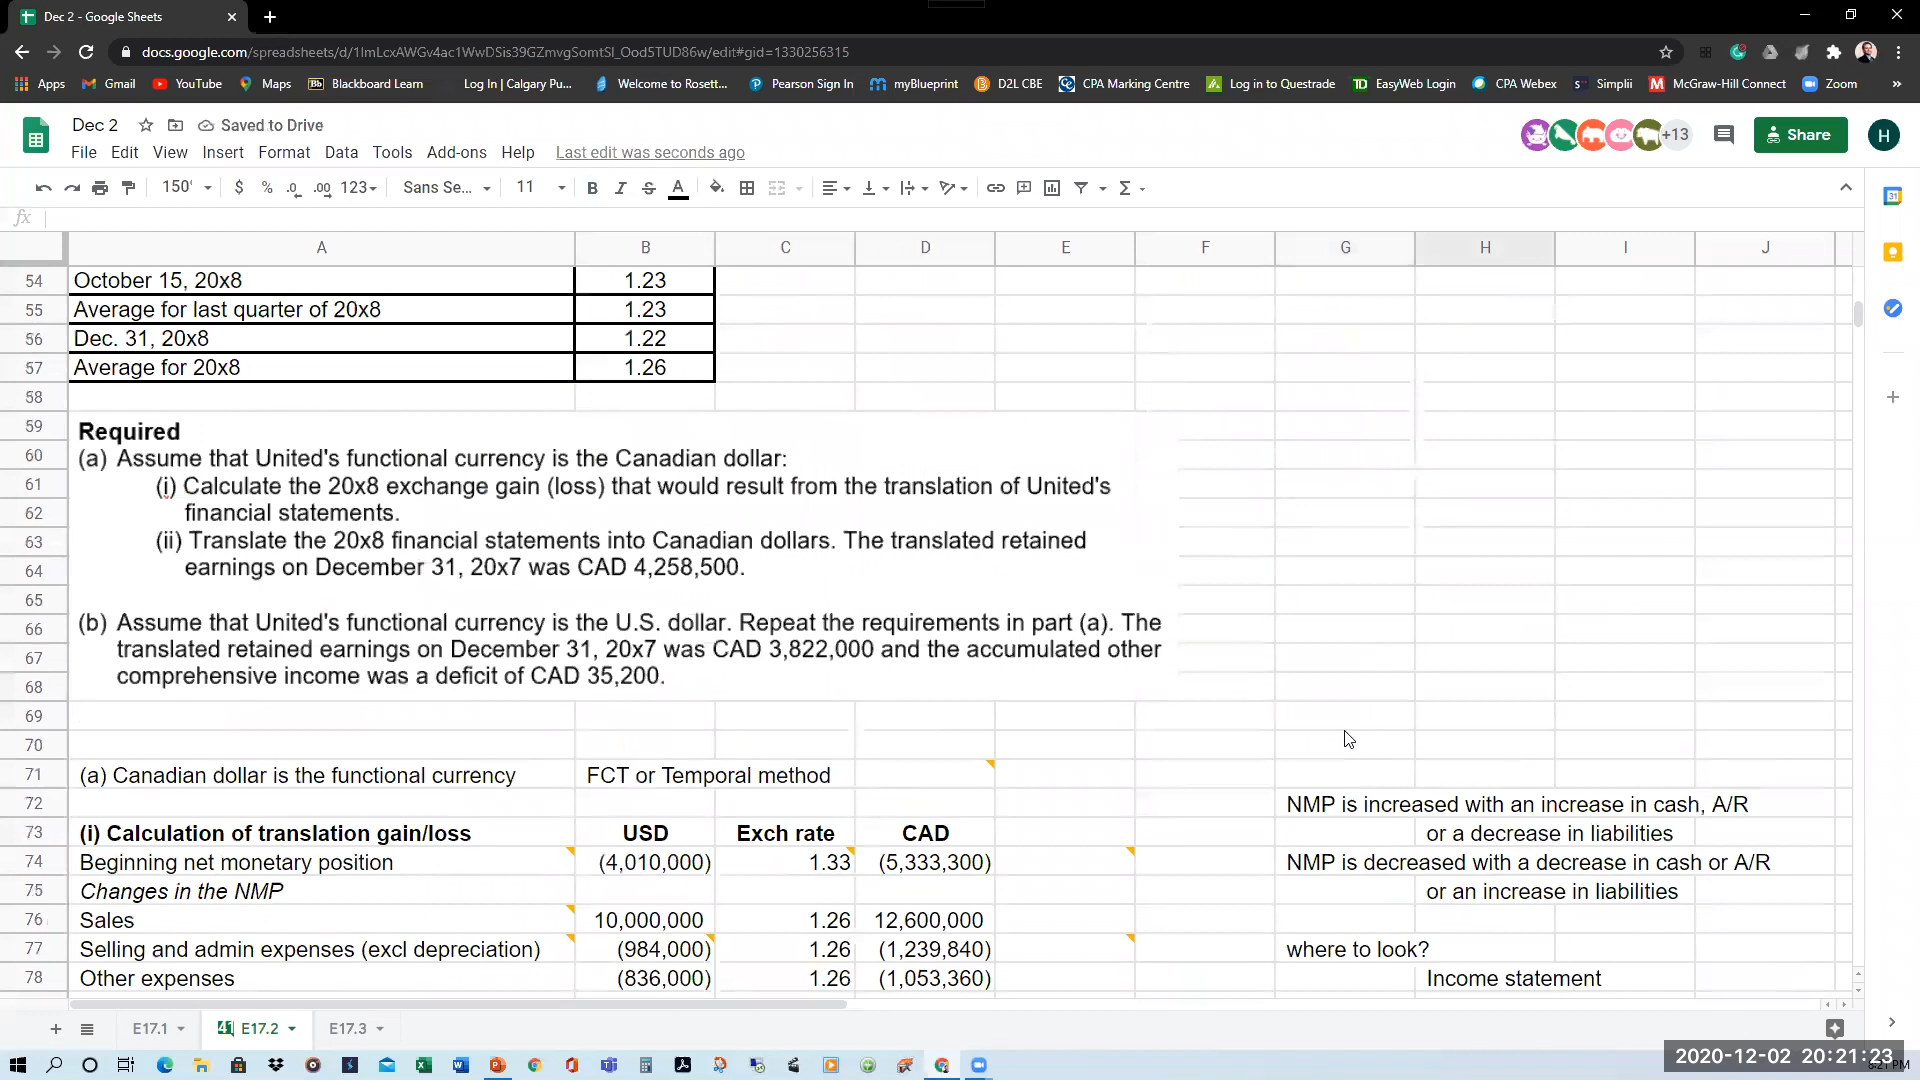 Dec 2 - Google Sheets
docs.google.com/spreadsheets/d/1ImLcxAWGv4ac1WwDSis39GZmvgSomtSI_Ood5TUD86w/edit#gid=1330256315
Apps Gmail YouTube Maps Bb Blackboard Learn Log In | Calgary Pu... Welcome to Rosett... Pearson Sign In myBlueprint D2L CBE CPA Marking Centre Log in to Questrade TD EasyWeb Login CPA Webex Simplii M McGraw-Hill Connect Zoom »
Dec 2 Saved to Drive
+13 Share H
File Edit View Insert Format Data Tools Add-ons Help Last edit was seconds ago
150% $ % .0 .00 123 Sans Se... 11 B I S A Σ
fx
A B C D E F G H I J
54 October 15, 20x8 1.23
55 Average for last quarter of 20x8 1.23
56 Dec. 31, 20x8 1.22
57 Average for 20x8 1.26
58
59 Required
60 (a) Assume that United's functional currency is the Canadian dollar:
61 (i) Calculate the 20x8 exchange gain (loss) that would result from the translation of United's
62 financial statements.
63 (ii) Translate the 20x8 financial statements into Canadian dollars. The translated retained
64 earnings on December 31, 20x7 was CAD 4,258,500.
65
66 (b) Assume that United's functional currency is the U.S. dollar. Repeat the requirements in part (a). The
67 translated retained earnings on December 31, 20x7 was CAD 3,822,000 and the accumulated other
68 comprehensive income was a deficit of CAD 35,200.
69
70
71 (a) Canadian dollar is the functional currency FCT or Temporal method
72 NMP is increased with an increase in cash, A/R
73 (i) Calculation of translation gain/loss USD Exch rate CAD or a decrease in liabilities
74 Beginning net monetary position (4,010,000) 1.33 (5,333,300) NMP is decreased with a decrease in cash or A/R
75 Changes in the NMP or an increase in liabilities
76 Sales 10,000,000 1.26 12,600,000
77 Selling and admin expenses (excl depreciation) (984,000) 1.26 (1,239,840) where to look?
78 Other expenses (836,000) 1.26 (1,053,360) Income statement
E17.1 E17.2 E17.3
2020-12-02 20:21:23